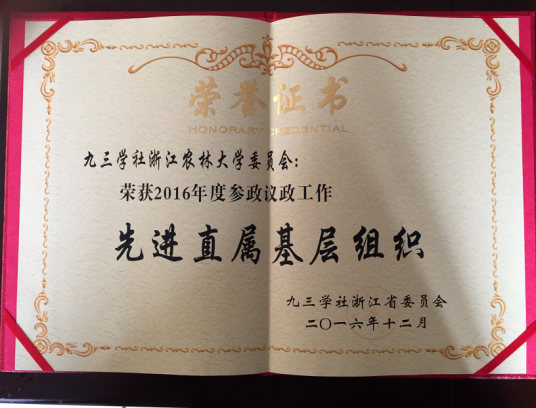 荣誉证书
HONORARY CREDENTIAL
九三学社浙江农林大学委员会：
荣获2016年度参政议政工作
先进直属基层组织
九三学社浙江省委员会
二〇一六年十二月